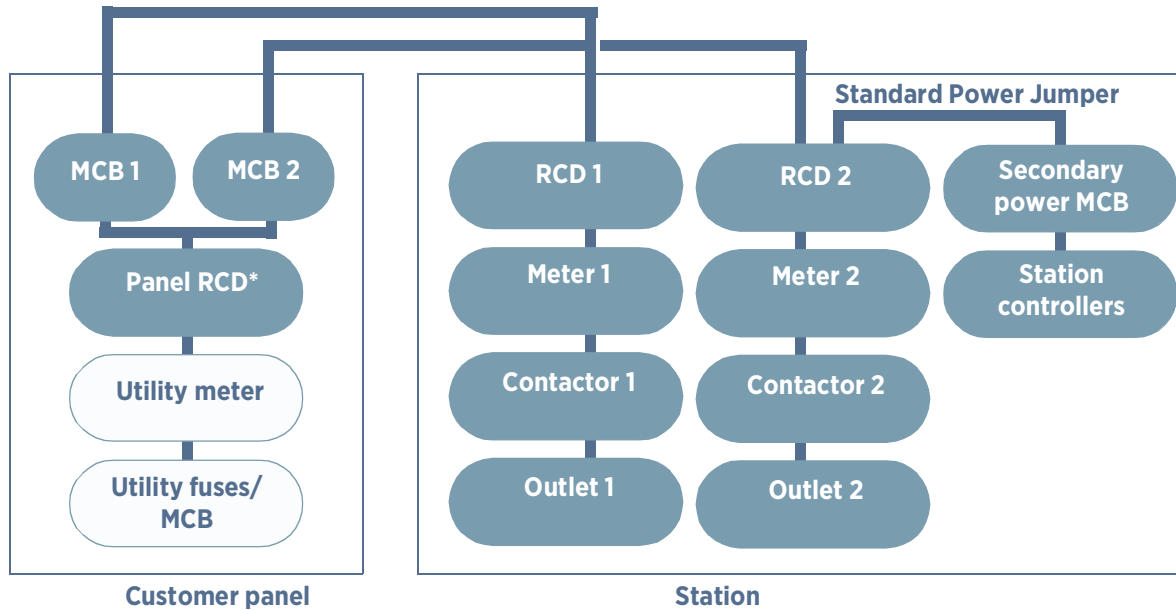 Standard Power Jumper
MCB 1
MCB 2
RCD 1
RCD 2
Secondary
power MCB
Panel RCD*
Meter 1
Meter 2
Station
controllers
Utility meter
Contactor 1
Contactor 2
Utility fuses/
MCB
Outlet 1
Outlet 2
Customer panel
Station